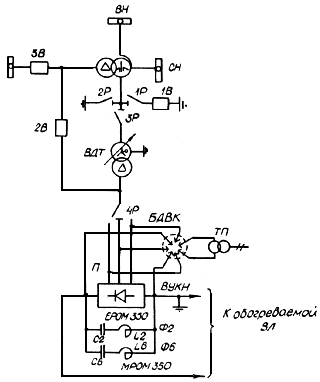 ВН
3В
СН
2Р
1Р
1В
3Р
2В
ВДТ
4Р
БДВК
ТП
П
ВУКН
ЕРОМ 350
С2
L2
Ф2
С6
L6
Ф6
МРОМ 350
К обогреваемой
ВЛ